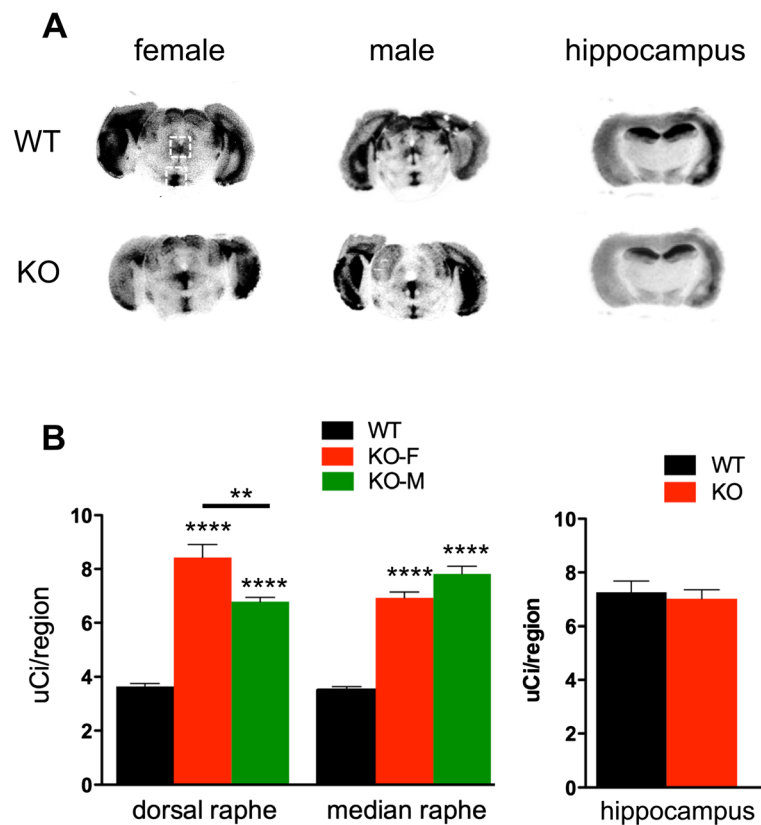 A
female male hippocampus
WT
KO
B
WT
KO-F
KO-M
WT
KO
**
****
****
****
****
uCi/region
10
8
6
4
2
0
dorsal raphe median raphe
uCi/region
10
8
6
4
2
0
hippocampus